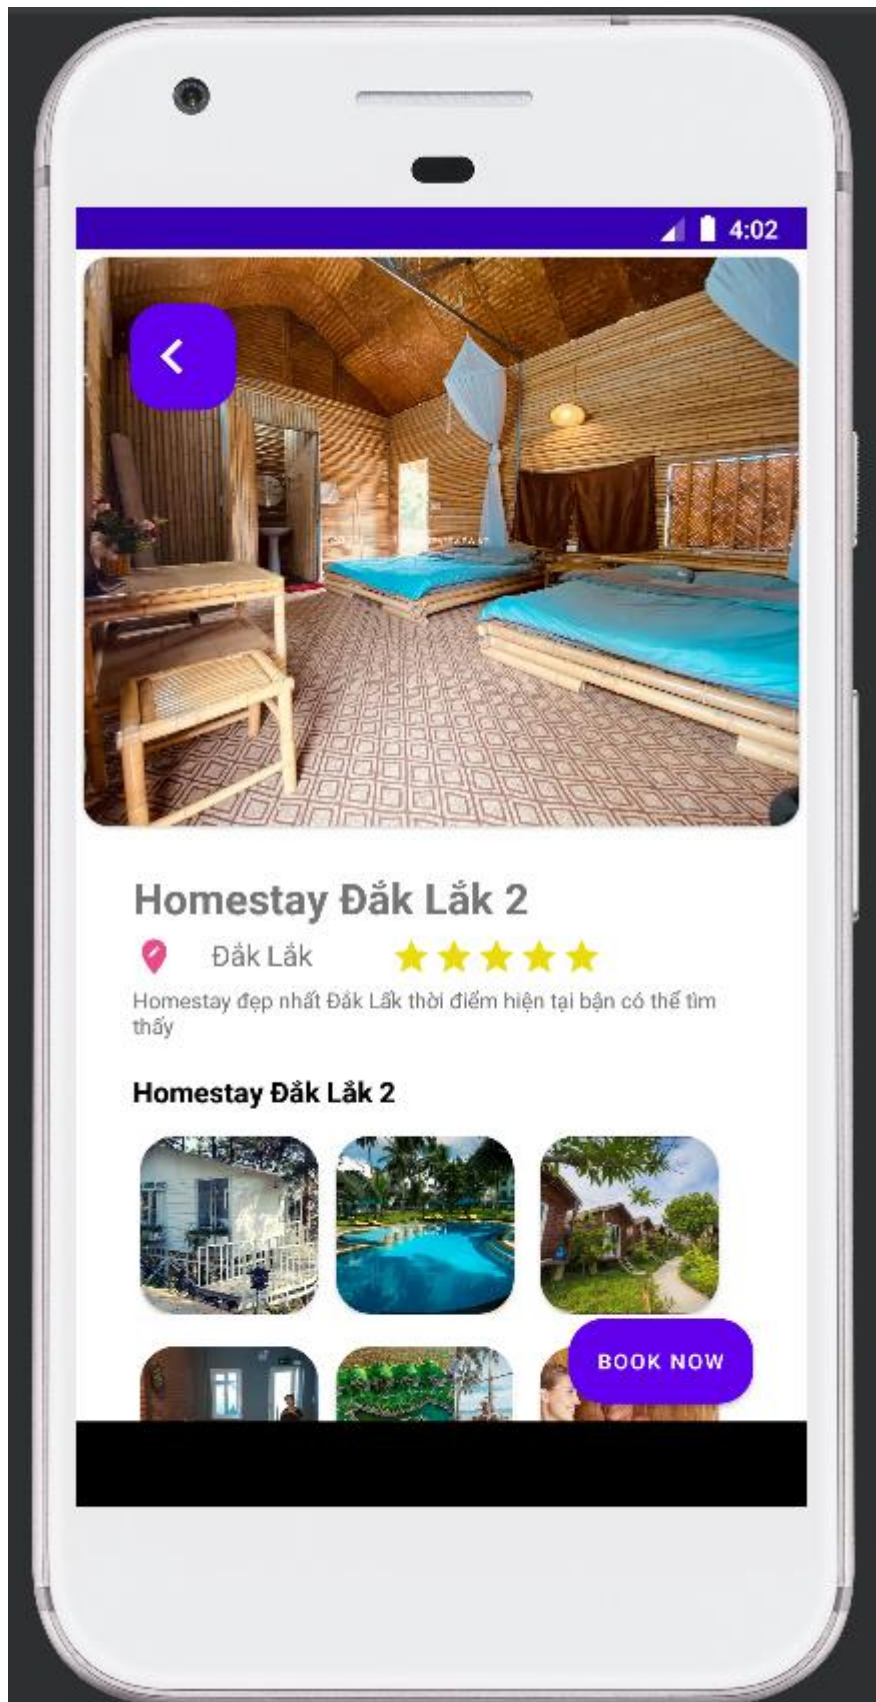 4:02
Homestay Đắk Lắk 2
Đắk Lắk
Homestay đẹp nhất Đắk Lắk thời điểm hiện tại bận có thể tìm
thấy
Homestay Đắk Lắk 2
BOOK NOW